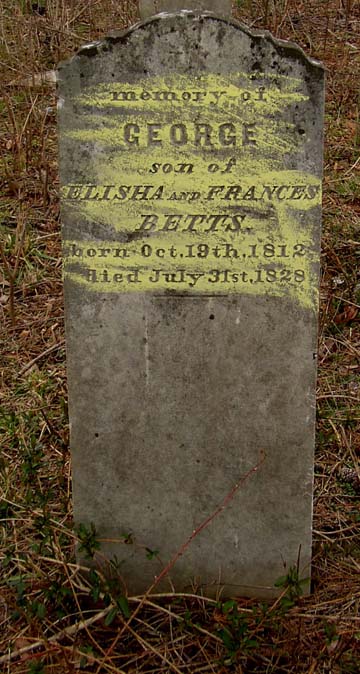 memory of
GEORGE
son of
ELISHA AND FRANCES
BETTS.
born Oct. 19th, 1812
died July 31st, 1828